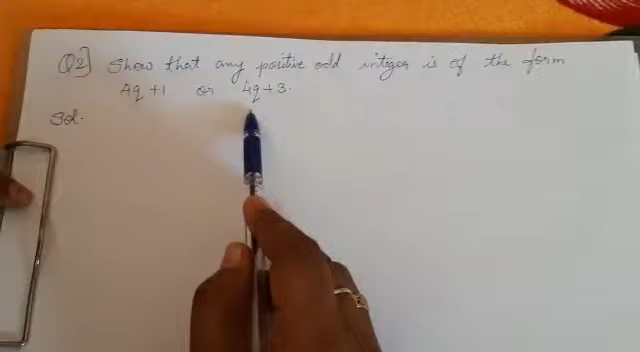 Q2] Show that any positive odd integer is of the form
4q +1 or 4q+3.
Sol.